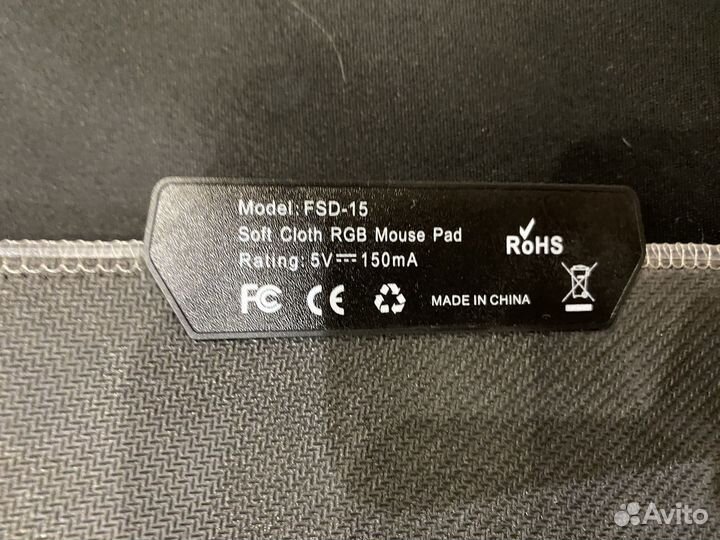 Model: FSD-15
Soft Cloth RGB Mouse Pad
Rating: 5V⎓150mA
RoHS
FC CE MADE IN CHINA
Avito